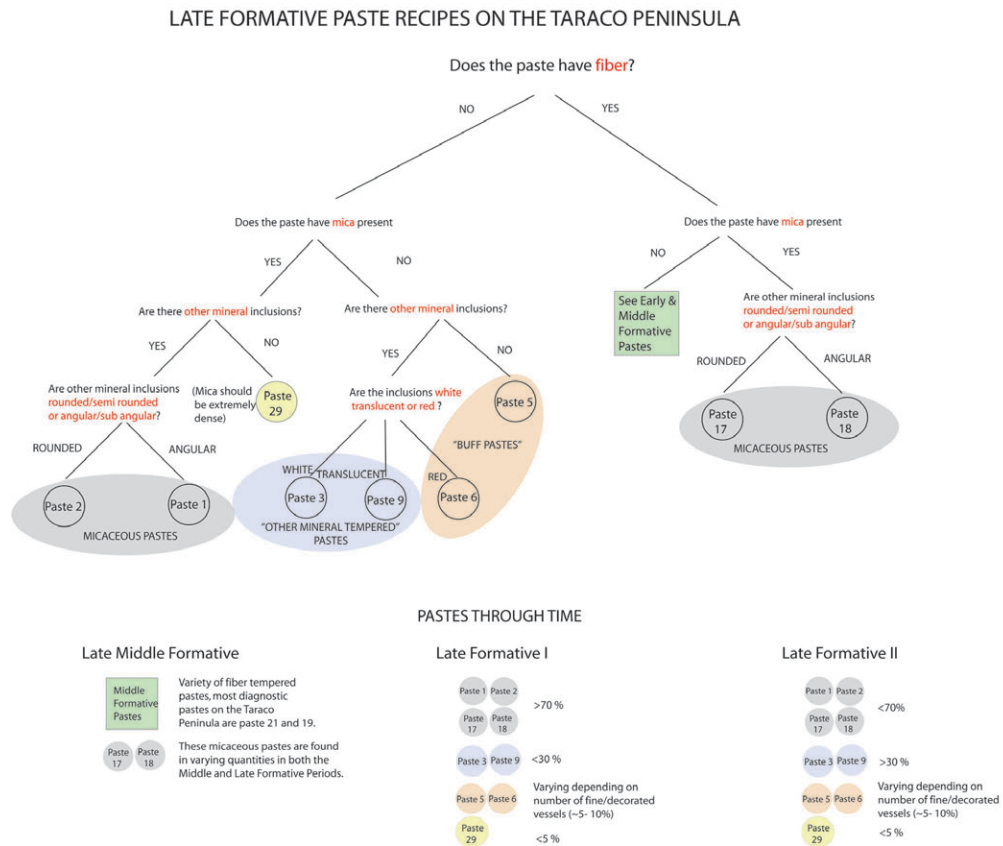 LATE FORMATIVE PASTE RECIPES ON THE TARACO PENINSULA
Does the paste have fiber?
NO
YES
Does the paste have mica present
Does the paste have mica present
YES
NO
NO
YES
Are there other mineral inclusions?
Are there other mineral inclusions?
See Early &
Middle
Formative
Pastes
Are other mineral inclusions
rounded/semi rounded
or angular/sub angular?
YES
NO
YES
NO
ROUNDED
ANGULAR
Are other mineral inclusions
rounded/semi rounded
or angular/sub angular?
(Mica should
be extremely
dense)
Paste
29
Are the inclusions white
translucent or red ?
Paste 5
Paste
17
Paste
18
MICACEOUS PASTES
"BUFF PASTES"
ROUNDED
ANGULAR
WHITE
TRANSLUCENT
RED
Paste 2
Paste 1
Paste 3
Paste 9
Paste 6
MICACEOUS PASTES
"OTHER MINERAL TEMPERED"
PASTES
PASTES THROUGH TIME
Late Middle Formative
Middle
Formative
Pastes
Variety of fiber tempered
pastes, most diagnostic
pastes on the Taraco
Peninula are paste 21 and 19.
Paste
17
Paste
18
These micaceous pastes are found
in varying quantities in both the
Middle and Late Formative Periods.
Late Formative I
Paste 1
Paste 2
Paste
17
Paste
18
>70 %
Paste 3
Paste 9
<30 %
Paste 5
Paste 6
Varying depending on
number of fine/decorated
vessels (~5- 10%)
Paste
29
<5 %
Late Formative II
Paste 1
Paste 2
Paste
17
Paste
18
<70%
Paste 3
Paste 9
>30 %
Paste 5
Paste 6
Varying depending on
number of fine/decorated
vessels (~5- 10%)
Paste
29
<5 %